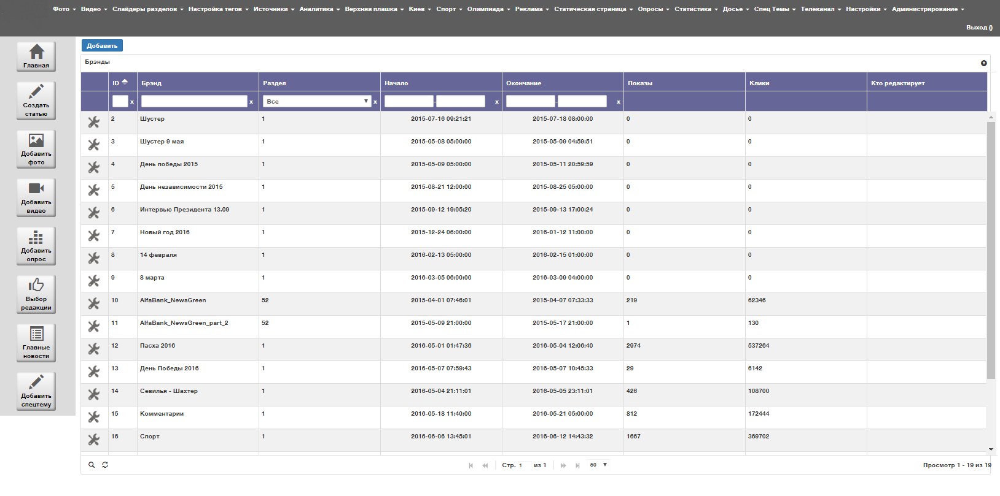 Фото Видео Слайдеры разделов Настройка тегов Источники Аналитика Верхняя плашка Киев Спорт Олимпиада Реклама Статическая страница Опросы Статистика Досье Спец Темы Телеканал Настройки Администрирование
Выход ()
Главная
Создать
статью
Добавить
фото
Добавить
видео
Добавить
опрос
Выбор
редакции
Главные
новости
Добавить
спецтему
Добавить
Брэнды
ID Брэнд Раздел Начало Окончание Показы Клики Кто редактирует
x x Все x - x - x
2 Шустер 1 2015-07-16 09:21:21 2015-07-18 08:00:00 0 0
3 Шустер 9 мая 1 2015-05-08 05:00:00 2015-05-09 04:59:51 0 0
4 День победы 2015 1 2015-05-09 05:00:00 2015-05-11 20:59:59 0 0
5 День независимости 2015 1 2015-08-21 12:00:00 2015-08-25 05:00:00 0 0
6 Интервью Президента 13.09 1 2015-09-12 19:05:20 2015-09-13 17:00:24 0 0
7 Новый год 2016 1 2015-12-24 06:00:00 2016-01-12 11:00:00 0 0
8 14 февраля 1 2016-02-13 05:00:00 2016-02-15 01:00:00 0 0
9 8 марта 1 2016-03-05 06:00:00 2016-03-09 04:00:00 0 0
10 AlfaBank_NewsGreen 52 2015-04-01 07:46:01 2015-04-07 07:33:33 219 62346
11 AlfaBank_NewsGreen_part_2 52 2015-05-09 21:00:00 2015-05-17 21:00:00 1 130
12 Пасха 2016 1 2016-05-01 01:47:36 2016-05-04 12:06:40 2974 537264
13 День Победы 2016 1 2016-05-07 07:59:43 2016-05-07 10:45:33 29 6142
14 Севилья - Шахтер 1 2016-05-04 21:11:01 2016-05-05 23:11:01 426 108700
15 Комментарии 1 2016-05-18 11:40:00 2016-05-21 05:00:00 812 172444
16 Спорт 1 2016-06-06 13:45:01 2016-06-12 14:43:32 1667 369702
Стр. 1 из 1 50 Просмотр 1 - 19 из 19